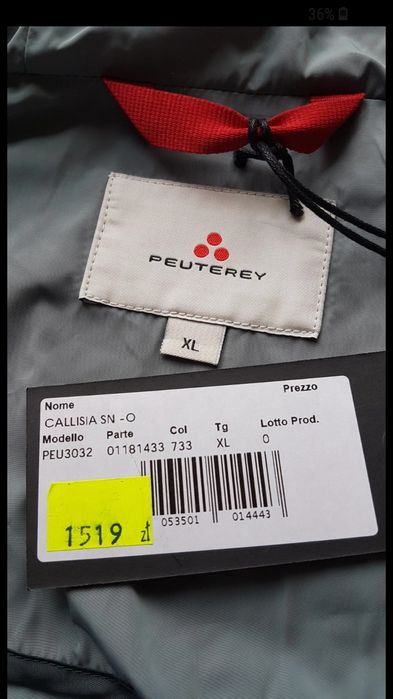 36%
PEUTEREY
XL
Nome Prezzo
CALLISIA SN -O
Modello Parte Col Tg Lotto Prod.
PEU3032 01181433 733 XL 0
053501 014443
1519 zł